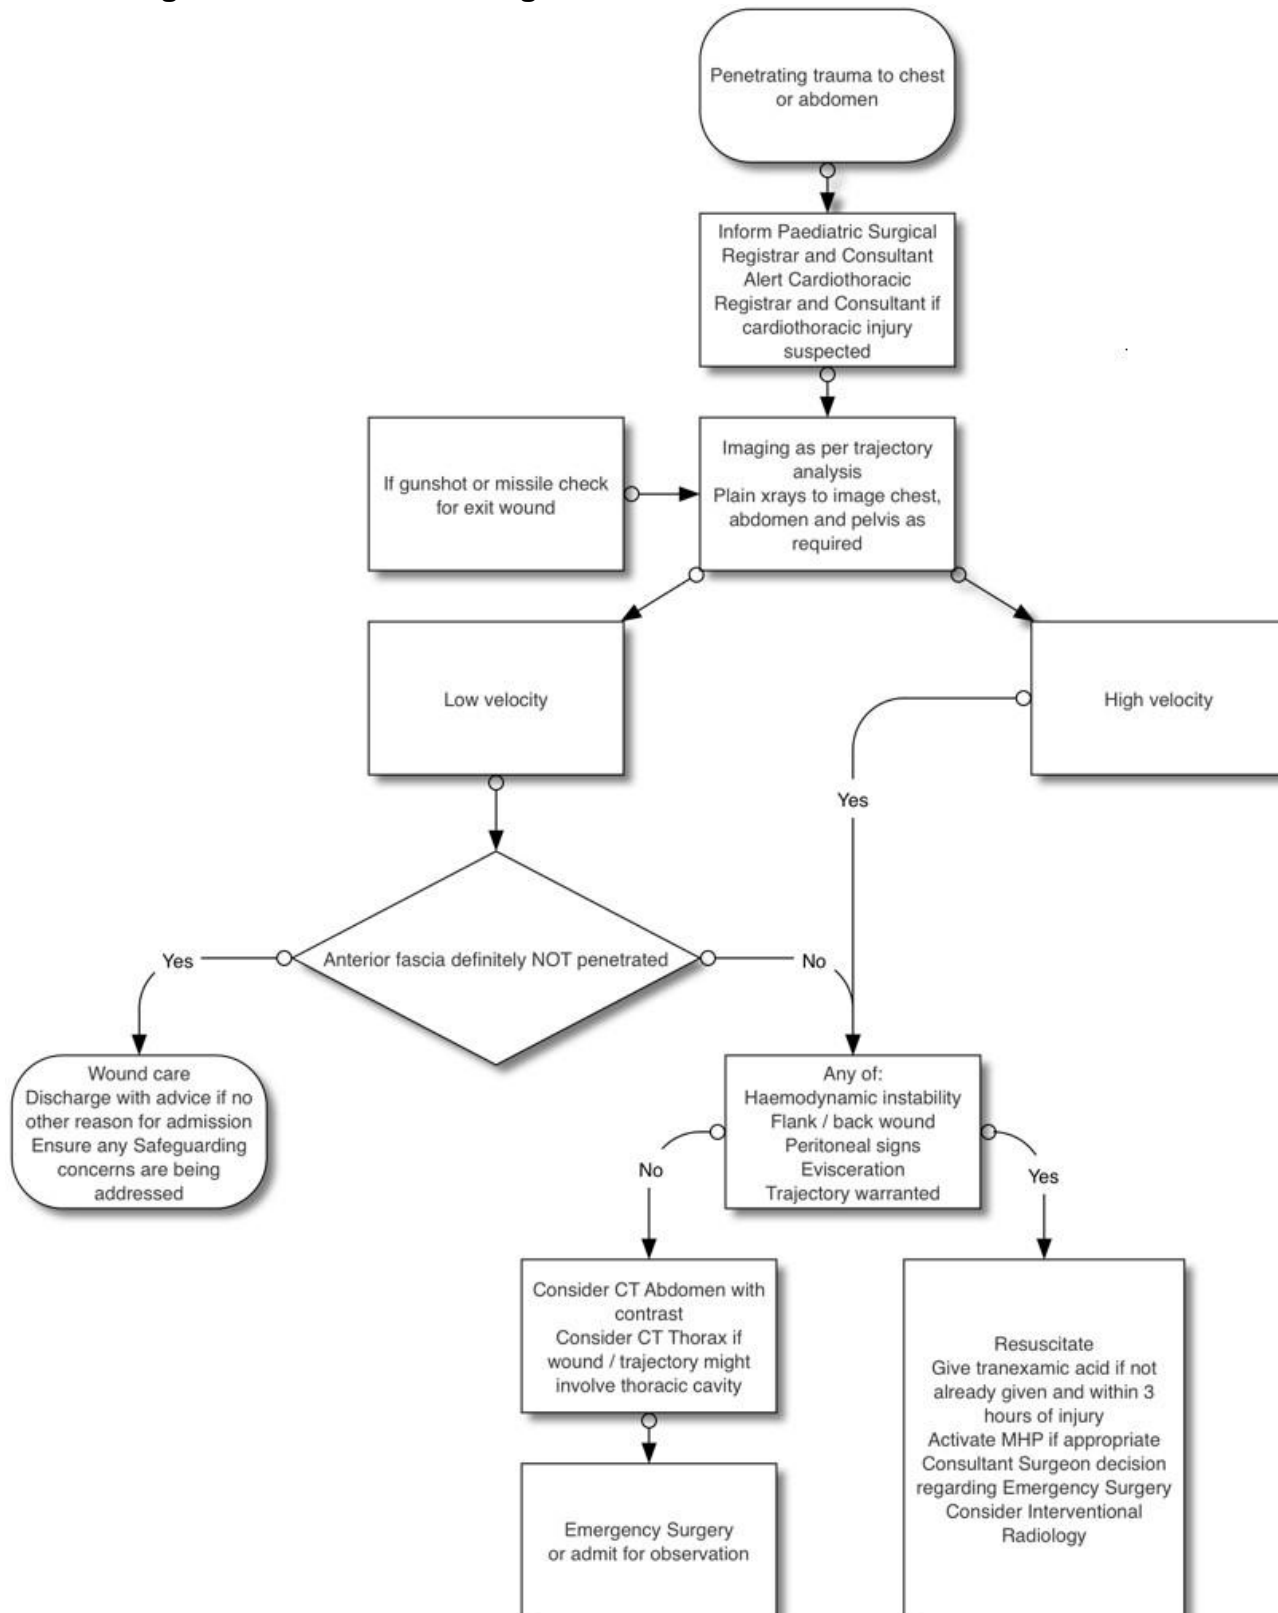 Penetrating trauma to chest
or abdomen
Inform Paediatric Surgical
Registrar and Consultant
Alert Cardiothoracic
Registrar and Consultant if
cardiothoracic injury
suspected
If gunshot or missile check
for exit wound
Imaging as per trajectory
analysis
Plain xrays to image chest,
abdomen and pelvis as
required
Low velocity
High velocity
Yes
Anterior fascia definitely NOT penetrated
Yes
No
Wound care
Discharge with advice if no
other reason for admission
Ensure any Safeguarding
concerns are being
addressed
Any of:
Haemodynamic instability
Flank / back wound
Peritoneal signs
Evisceration
Trajectory warranted
No
Yes
Consider CT Abdomen with
contrast
Consider CT Thorax if
wound / trajectory might
involve thoracic cavity
Resuscitate
Give tranexamic acid if not
already given and within 3
hours of injury
Activate MHP if appropriate
Consultant Surgeon decision
regarding Emergency Surgery
Consider Interventional
Radiology
Emergency Surgery
or admit for observation